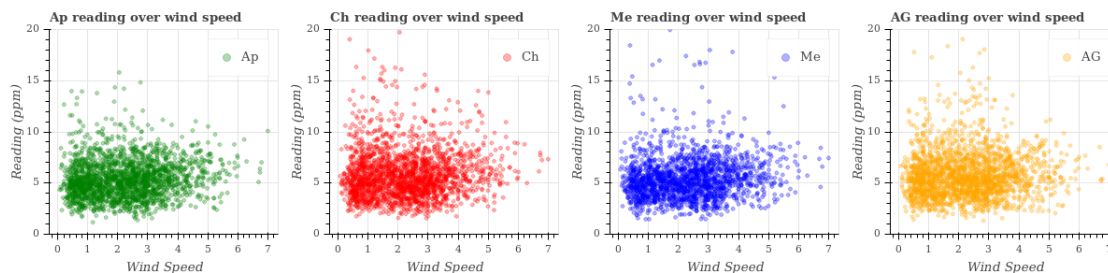 Ap reading over wind speed
Reading (ppm)
20
15
10
5
0
Ap
0 1 2 3 4 5 6 7
Wind Speed
Ch reading over wind speed
Reading (ppm)
20
15
10
5
0
Ch
0 1 2 3 4 5 6 7
Wind Speed
Me reading over wind speed
Reading (ppm)
20
15
10
5
0
Me
0 1 2 3 4 5 6 7
Wind Speed
AG reading over wind speed
Reading (ppm)
20
15
10
5
0
AG
0 1 2 3 4 5 6 7
Wind Speed